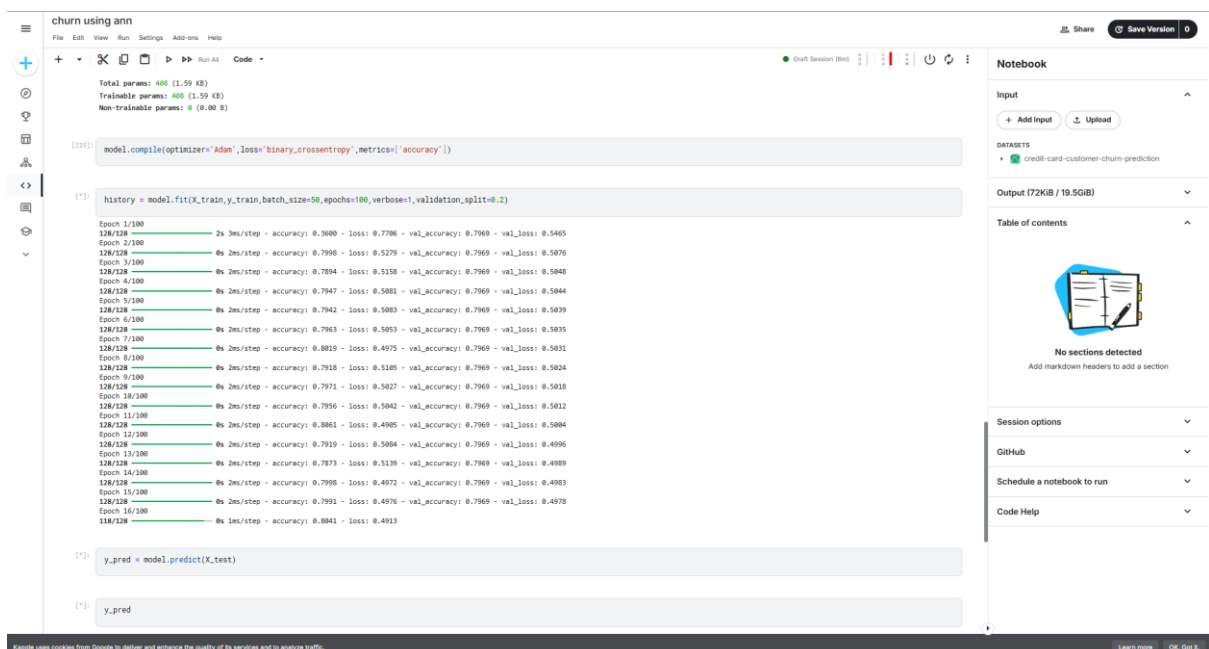 churn using ann
File Edit View Run Settings Add-ons Help
Share
Save Version 0
Run All Code
Draft Session (6m)
Total params: 408 (1.59 KB)
Trainable params: 408 (1.59 KB)
Non-trainable params: 0 (0.00 B)
[215]: model.compile(optimizer='Adam',loss='binary_crossentropy',metrics=['accuracy'])
[*]: history = model.fit(X_train,y_train,batch_size=50,epochs=100,verbose=1,validation_split=0.2)
Epoch 1/100
128/128 2s 3ms/step - accuracy: 0.3600 - loss: 0.7706 - val_accuracy: 0.7969 - val_loss: 0.5465
Epoch 2/100
128/128 0s 2ms/step - accuracy: 0.7998 - loss: 0.5279 - val_accuracy: 0.7969 - val_loss: 0.5076
Epoch 3/100
128/128 0s 2ms/step - accuracy: 0.7894 - loss: 0.5158 - val_accuracy: 0.7969 - val_loss: 0.5048
Epoch 4/100
128/128 0s 2ms/step - accuracy: 0.7947 - loss: 0.5081 - val_accuracy: 0.7969 - val_loss: 0.5044
Epoch 5/100
128/128 0s 2ms/step - accuracy: 0.7942 - loss: 0.5083 - val_accuracy: 0.7969 - val_loss: 0.5039
Epoch 6/100
128/128 0s 2ms/step - accuracy: 0.7963 - loss: 0.5053 - val_accuracy: 0.7969 - val_loss: 0.5035
Epoch 7/100
128/128 0s 2ms/step - accuracy: 0.8019 - loss: 0.4975 - val_accuracy: 0.7969 - val_loss: 0.5031
Epoch 8/100
128/128 0s 2ms/step - accuracy: 0.7918 - loss: 0.5105 - val_accuracy: 0.7969 - val_loss: 0.5024
Epoch 9/100
128/128 0s 2ms/step - accuracy: 0.7971 - loss: 0.5027 - val_accuracy: 0.7969 - val_loss: 0.5018
Epoch 10/100
128/128 0s 2ms/step - accuracy: 0.7956 - loss: 0.5042 - val_accuracy: 0.7969 - val_loss: 0.5012
Epoch 11/100
128/128 0s 2ms/step - accuracy: 0.8061 - loss: 0.4905 - val_accuracy: 0.7969 - val_loss: 0.5004
Epoch 12/100
128/128 0s 2ms/step - accuracy: 0.7919 - loss: 0.5084 - val_accuracy: 0.7969 - val_loss: 0.4996
Epoch 13/100
128/128 0s 2ms/step - accuracy: 0.7873 - loss: 0.5139 - val_accuracy: 0.7969 - val_loss: 0.4989
Epoch 14/100
128/128 0s 2ms/step - accuracy: 0.7998 - loss: 0.4972 - val_accuracy: 0.7969 - val_loss: 0.4983
Epoch 15/100
128/128 0s 2ms/step - accuracy: 0.7991 - loss: 0.4976 - val_accuracy: 0.7969 - val_loss: 0.4978
Epoch 16/100
118/128 0s 1ms/step - accuracy: 0.8041 - loss: 0.4913
[*]: y_pred = model.predict(X_test)
[*]: y_pred
Notebook
Input
+ Add Input Upload
DATASETS
credit-card-customer-churn-prediction
Output (72KiB / 19.5GiB)
Table of contents
No sections detected
Add markdown headers to add a section
Session options
GitHub
Schedule a notebook to run
Code Help
Kaggle uses cookies from Google to deliver and enhance the quality of its services and to analyze traffic.
Learn more OK, Got it.